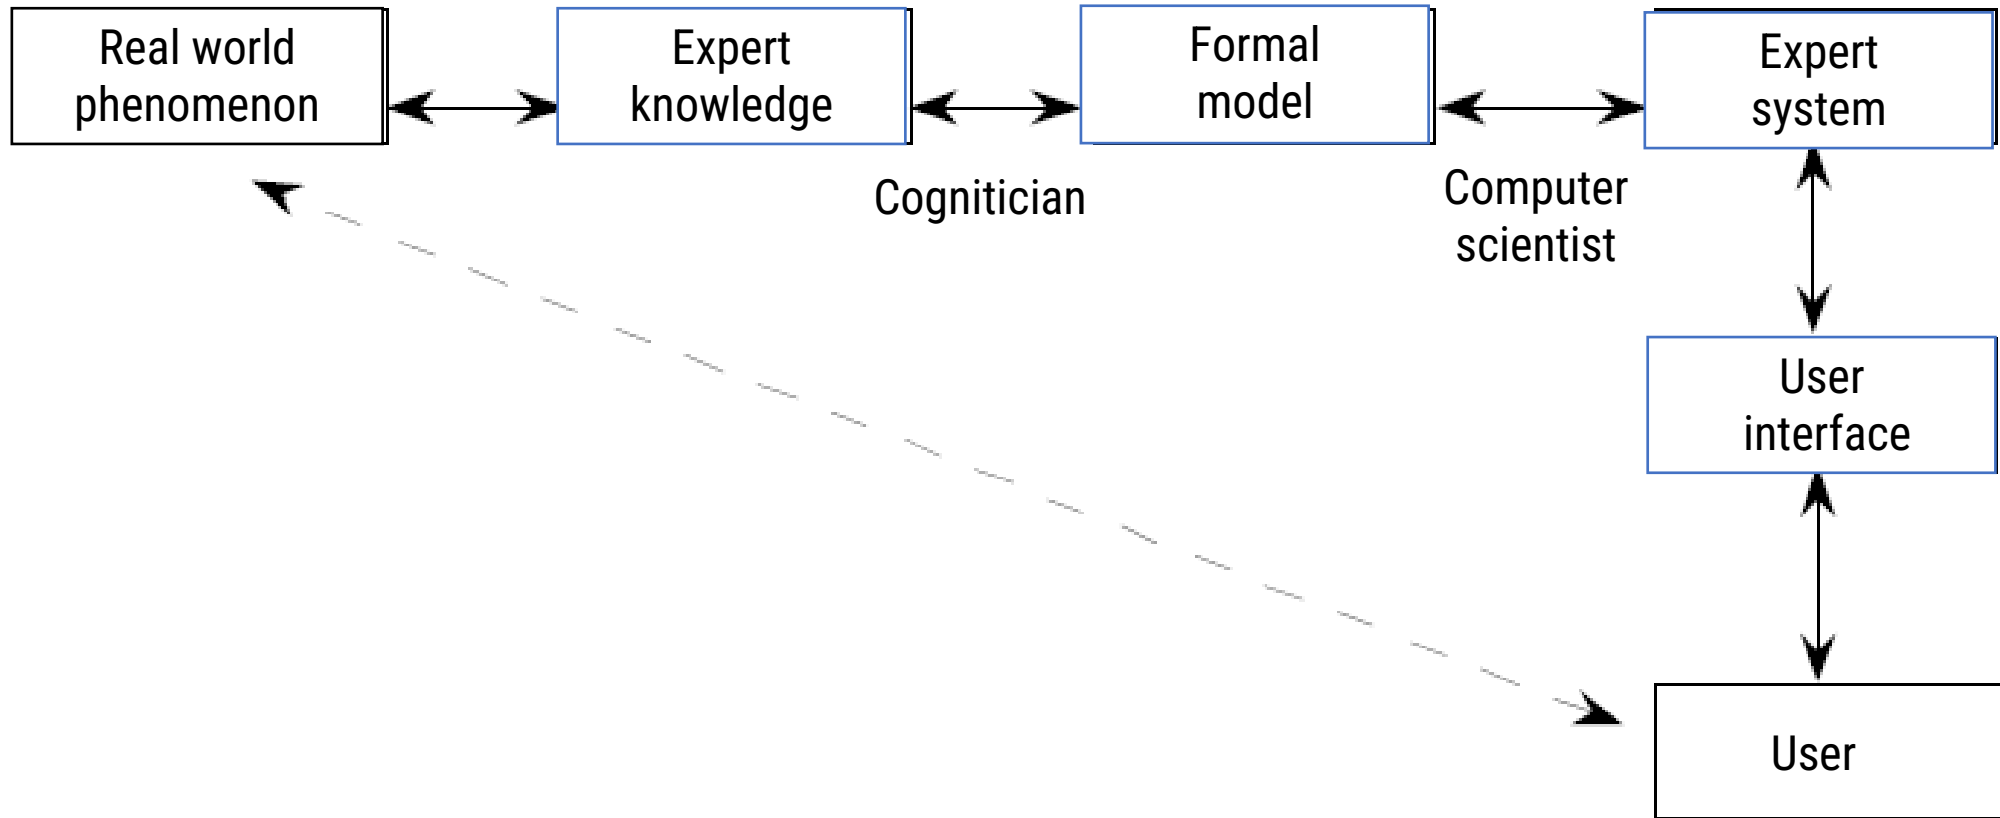 Real world
phenomenon
Expert
knowledge
Formal
model
Expert
system
Cognitician
Computer
scientist
User
interface
User